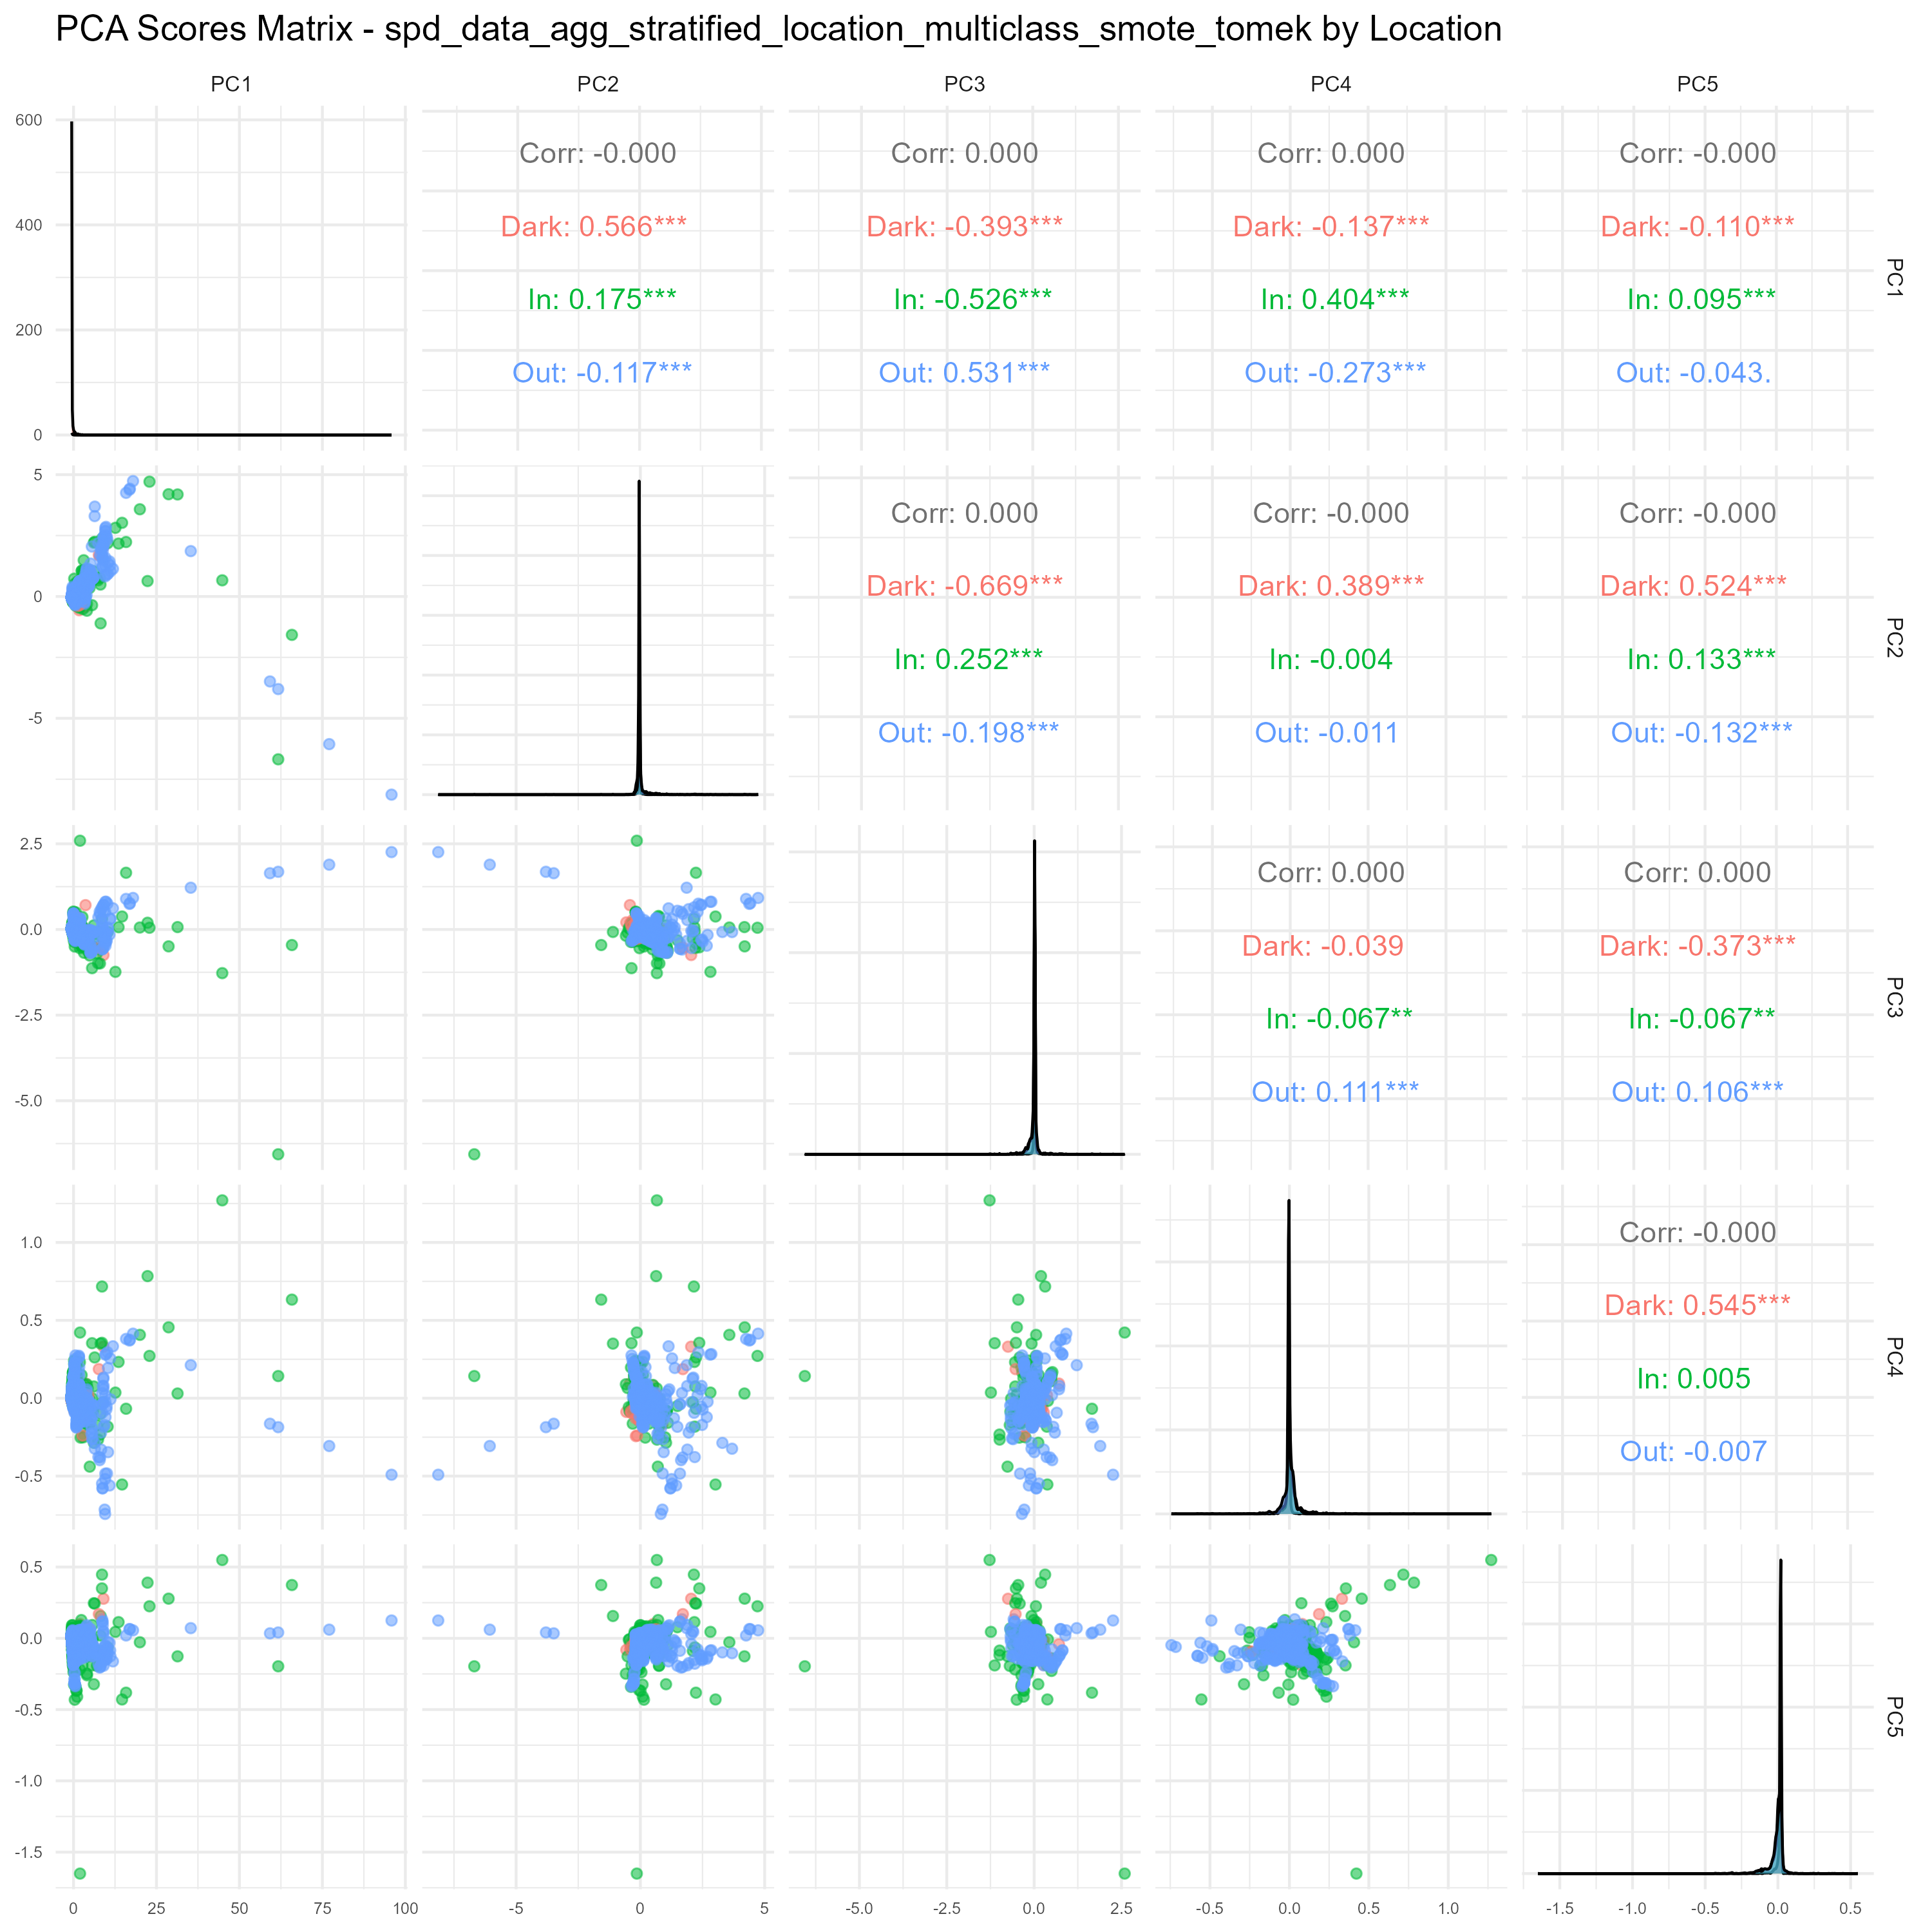 PCA Scores Matrix - spd_data_agg_stratified_location_multiclass_smote_tomek by Location
PC1 PC2 PC3 PC4 PC5
600
400
200
0
Corr: -0.000
Dark: 0.566***
In: 0.175***
Out: -0.117***
Corr: 0.000
Dark: -0.393***
In: -0.526***
Out: 0.531***
Corr: 0.000
Dark: -0.137***
In: 0.404***
Out: -0.273***
Corr: -0.000
Dark: -0.110***
In: 0.095***
Out: -0.043.
PC1
5
0
-5
Corr: 0.000
Dark: -0.669***
In: 0.252***
Out: -0.198***
Corr: -0.000
Dark: 0.389***
In: -0.004
Out: -0.011
Corr: -0.000
Dark: 0.524***
In: 0.133***
Out: -0.132***
PC2
2.5
0.0
-2.5
-5.0
Corr: 0.000
Dark: -0.039
In: -0.067**
Out: 0.111***
Corr: 0.000
Dark: -0.373***
In: -0.067**
Out: 0.106***
PC3
1.0
0.5
0.0
-0.5
Corr: -0.000
Dark: 0.545***
In: 0.005
Out: -0.007
PC4
0.5
0.0
-0.5
-1.0
-1.5
PC5
0 25 50 75 100
-5 0 5
-5.0 -2.5 0.0 2.5
-0.5 0.0 0.5 1.0
-1.5 -1.0 -0.5 0.0 0.5